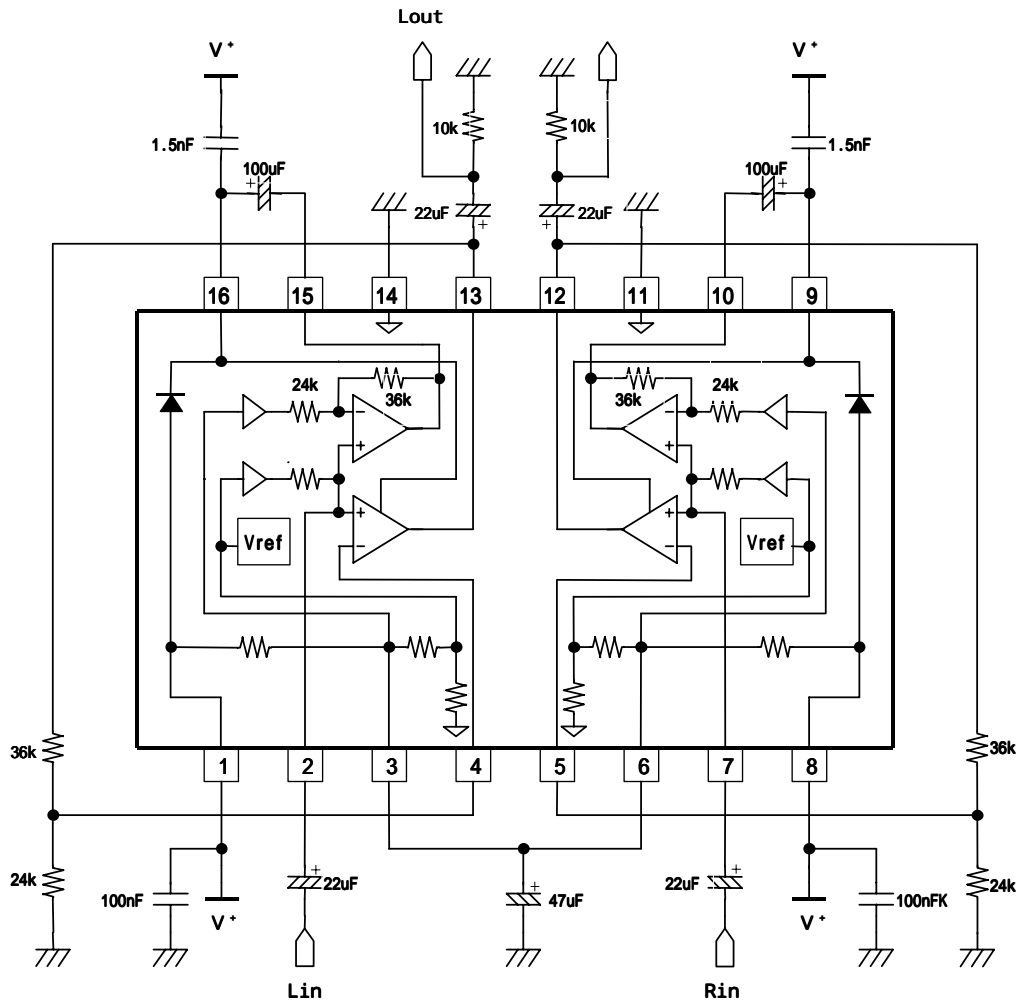 Lout
V+ V+
10k 10k
1.5nF 1.5nF
100uF 100uF
22uF 22uF
+ + + +
16 15 14 13 12 11 10 9
24k 36k 36k 24k
- -
+ +
+ +
- -
Vref Vref
36k 36k
1 2 3 4 5 6 7 8
24k 100nF 22uF 47uF 22uF 100nFK 24k
+ + +
V+ V+
Lin Rin